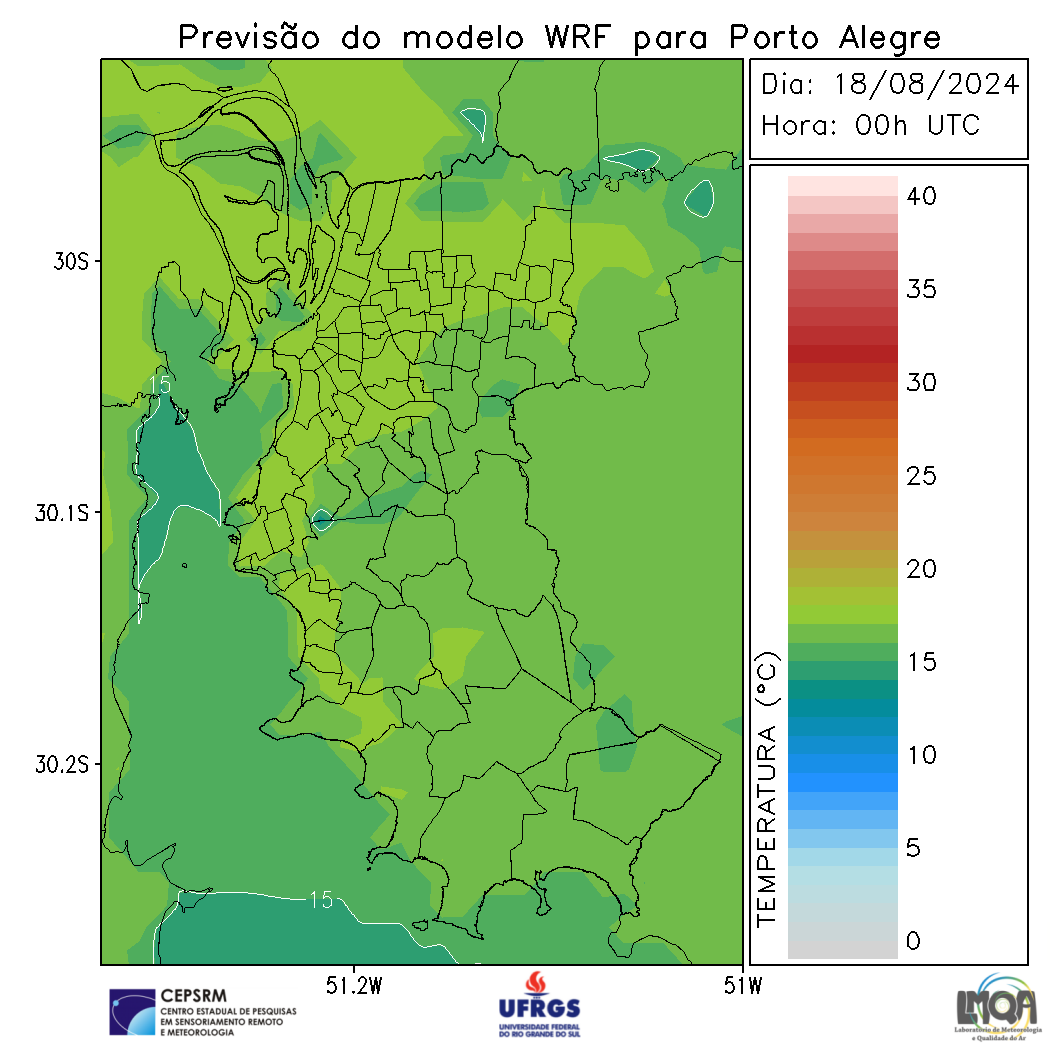 Previsão do modelo WRF para Porto Alegre
Dia: 18/08/2024
Hora: 00h UTC
40
35
30
25
20
15
10
5
0
TEMPERATURA (°C)
30S
30.1S
30.2S
15
15
51.2W
51W
CEPSRM
CENTRO ESTADUAL DE PESQUISAS
EM SENSORIAMENTO REMOTO
E METEOROLOGIA
UFRGS
UNIVERSIDADE FEDERAL
DO RIO GRANDE DO SUL
LMQA
Laboratório de Meteorologia
e Qualidade do Ar